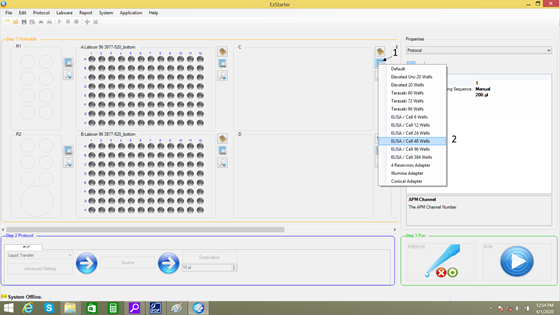 EzStarter
File Edit Protocol Labware Report System Application Help
Step 1 Workable
R1
A:Labcon 96 3977-520_bottom
C
1 2 3 4 5 6 7 8 9 10 11 12
A
B
C
D
E
F
G
H
R2
B:Labcon 96 3977-520_bottom
D
1 2 3 4 5 6 7 8 9 10 11 12
A
B
C
D
E
F
G
H
1
Default
Elevated Uni-20 Wells
Elevated 20 Wells
Terasaki 60 Wells
Terasaki 72 Wells
Terasaki 96 Wells
ELISA / Cell 6 Wells
ELISA / Cell 12 Wells
ELISA / Cell 24 Wells
ELISA / Cell 48 Wells
ELISA / Cell 96 Wells
ELISA / Cell 384 Wells
4 Reservoirs Adapter
Illumina Adapter
Conical Adapter
2
Properties
Protocol
1
Sequence Manual
200 µl
APM Channel
The APM Channel Number
Step 2 Protocol
Liquid Transfer
Advanced Setting
Source
Destination
10 µl
Step 3 Run
PREVIEW
RUN
System Offline.
12:54 PM
4/1/2020